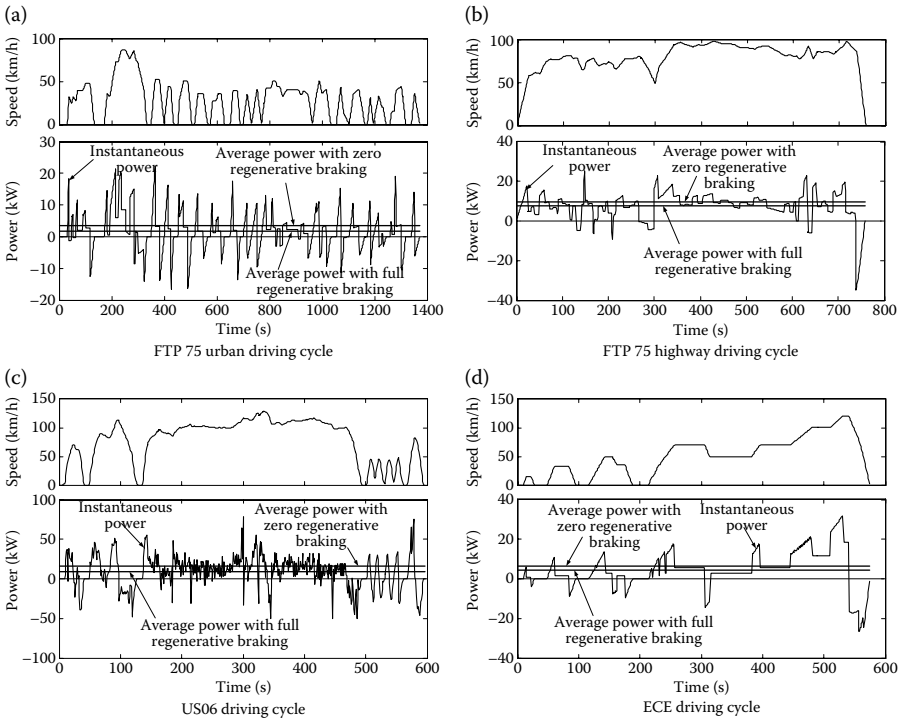 (a)
100
50
0
Speed (km/h)
30
20
10
0
−10
−20
Power (kW)
Instantaneous
power
Average power with zero
regenerative braking
Average power with full
regenerative braking
0 200 400 600 800 1000 1200 1400
Time (s)
FTP 75 urban driving cycle
(b)
100
50
0
Speed (km/h)
40
20
0
−20
−40
Power (kW)
Instantaneous
power
Average power with
zero regenerative
braking
Average power with full
regenerative braking
0 100 200 300 400 500 600 700 800
Time (s)
FTP 75 highway driving cycle
(c)
150
100
50
0
Speed (km/h)
100
50
0
−50
−100
Power (kW)
Instantaneous
power
Average power with
zero regenerative
braking
Average power with full
regenerative braking
0 100 200 300 400 500 600
Time (s)
US06 driving cycle
(d)
150
100
50
0
Speed (km/h)
40
20
0
−20
−40
Power (kW)
Average power with
zero regenerative
braking
Instantaneous
power
Average power with full
regenerative braking
0 100 200 300 400 500 600
Time (s)
ECE driving cycle